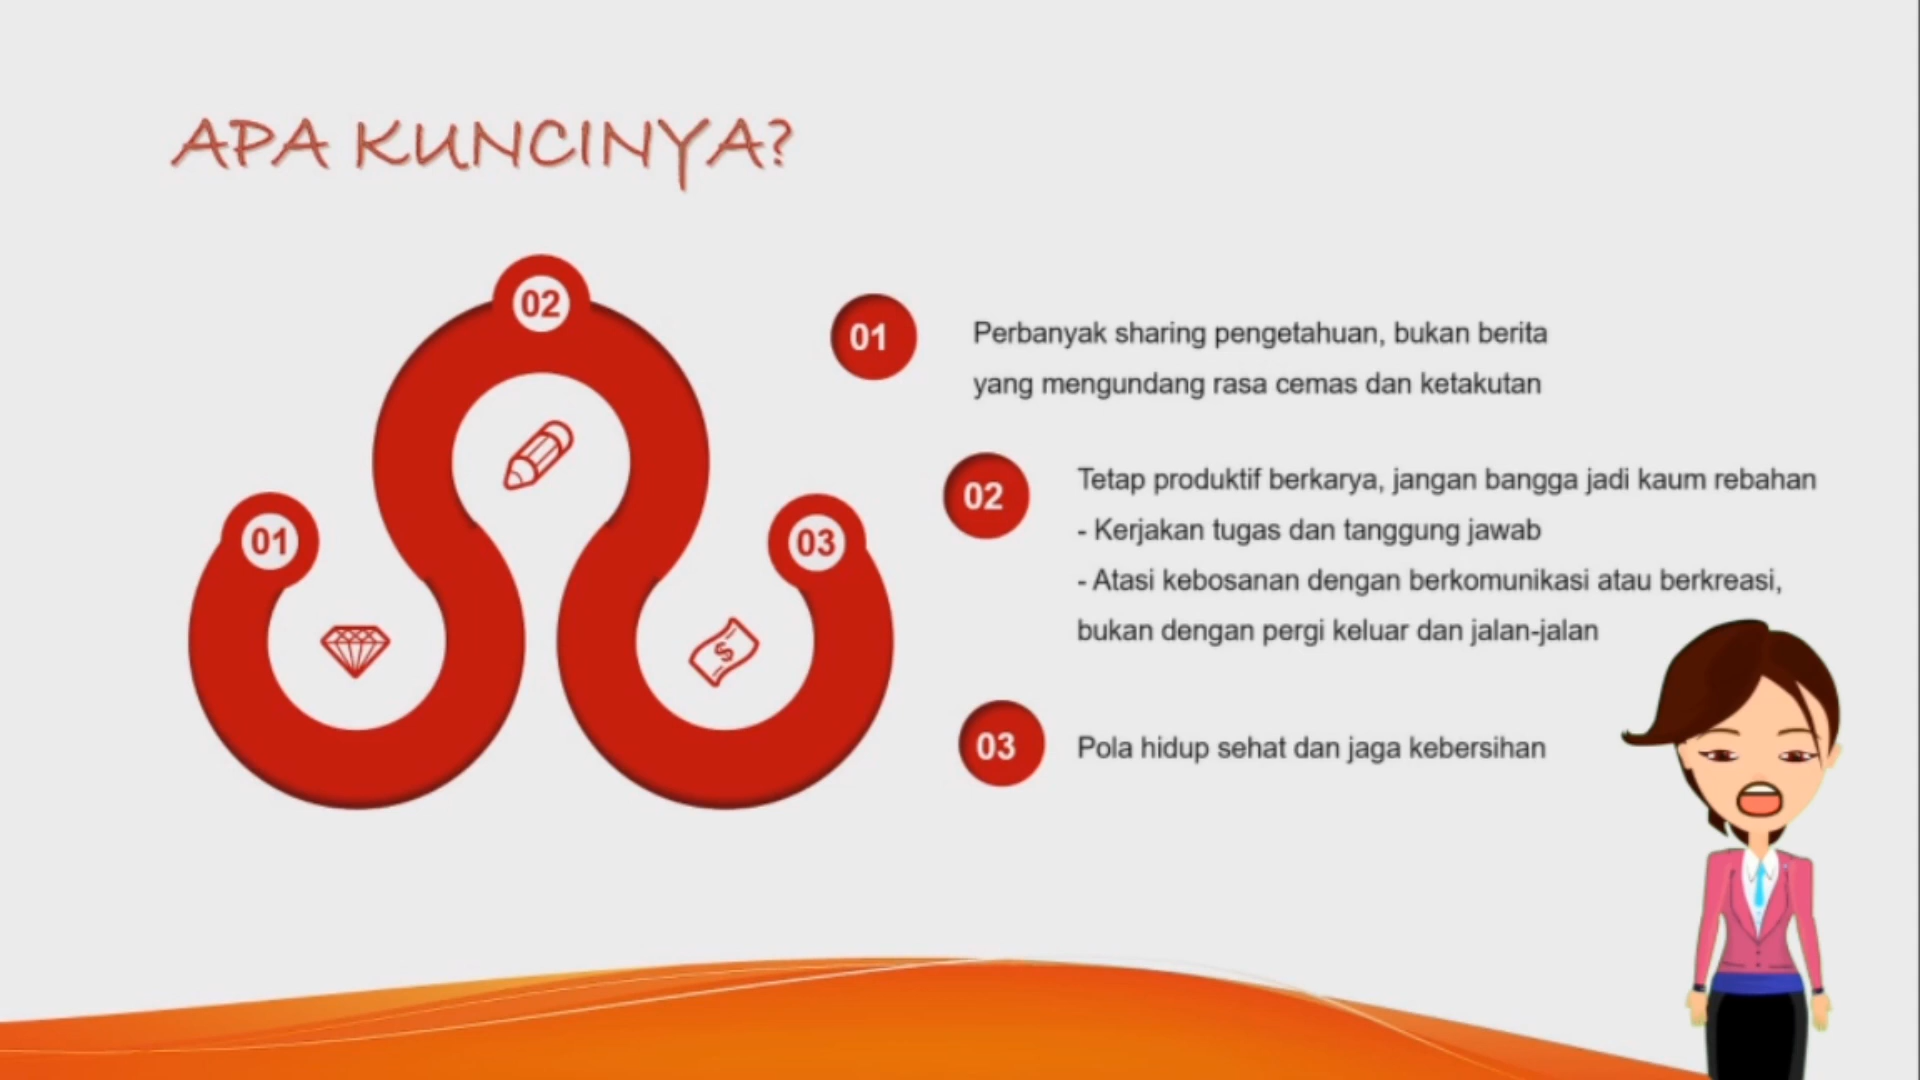 APA KUNCINYA?
02
01
03
$
01
Perbanyak sharing pengetahuan, bukan berita
yang mengundang rasa cemas dan ketakutan
02
Tetap produktif berkarya, jangan bangga jadi kaum rebahan
- Kerjakan tugas dan tanggung jawab
- Atasi kebosanan dengan berkomunikasi atau berkreasi,
bukan dengan pergi keluar dan jalan-jalan
03
Pola hidup sehat dan jaga kebersihan